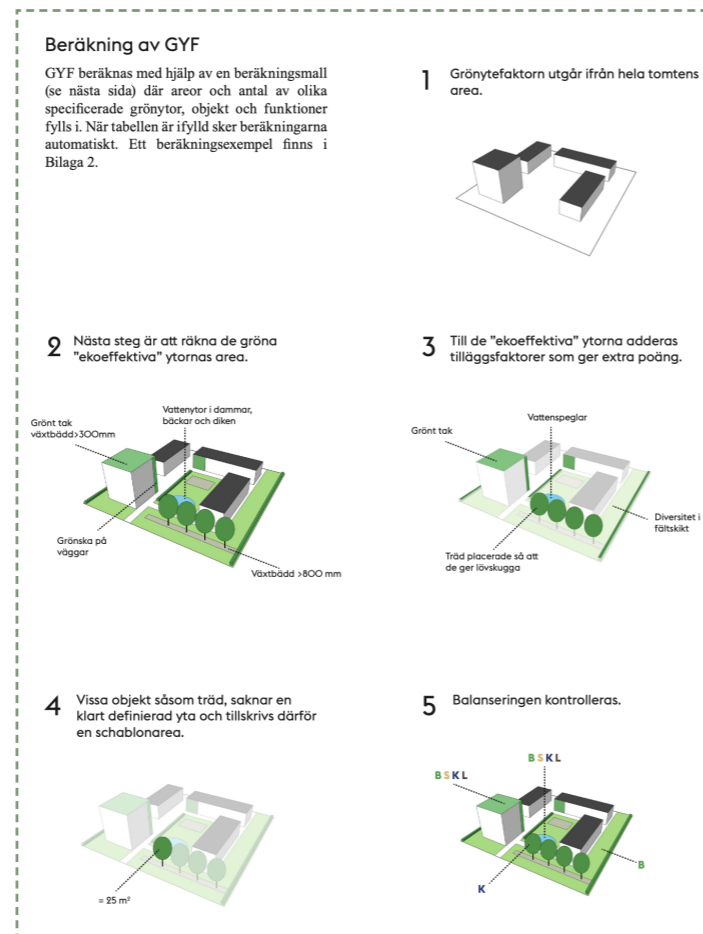 Beräkning av GYF
GYF beräknas med hjälp av en beräkningsmall
(se nästa sida) där areor och antal av olika
specificerade grönytor, objekt och funktioner
fylls i. När tabellen är ifylld sker beräkningarna
automatiskt. Ett beräkningsexempel finns i
Bilaga 2.
1 Grönytefaktorn utgår ifrån hela tomtens
area.
2 Nästa steg är att räkna de gröna
”ekoeffektiva” ytornas area.
Grönt tak
växtbädd>300mm
Vattenytor i dammar,
bäckar och diken
Grönska på
väggar
Växtbädd >800 mm
3 Till de ”ekoeffektiva” ytorna adderas
tilläggsfaktorer som ger extra poäng.
Grönt tak
Vattenspeglar
Diversitet i
fältskikt
Träd placerade så att
de ger lövskugga
4 Vissa objekt såsom träd, saknar en
klart definierad yta och tillskrivs därför
en schablonarea.
= 25 m²
5 Balanseringen kontrolleras.
B S K L
B S K L
B
K